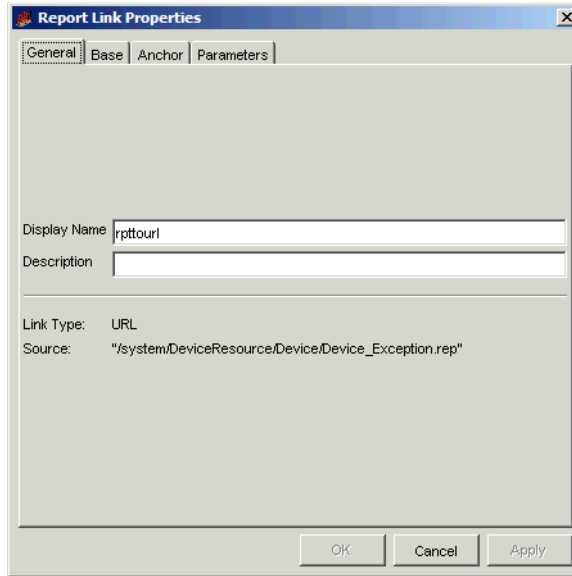 Report Link Properties
General Base Anchor Parameters
Display Name rpttourl
Description
Link Type: URL
Source: "/system/DeviceResource/Device/Device_Exception.rep"
OK Cancel Apply